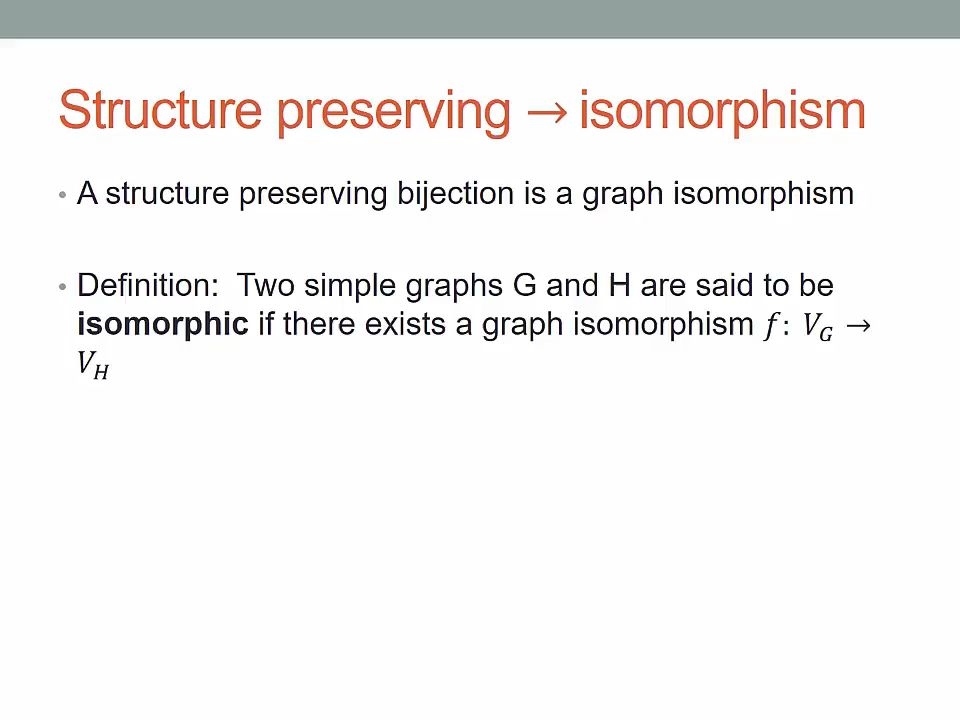 Structure preserving → isomorphism
• A structure preserving bijection is a graph isomorphism
• Definition: Two simple graphs G and H are said to be
isomorphic if there exists a graph isomorphism 𝑓: 𝑉_𝐺 →
𝑉_𝐻